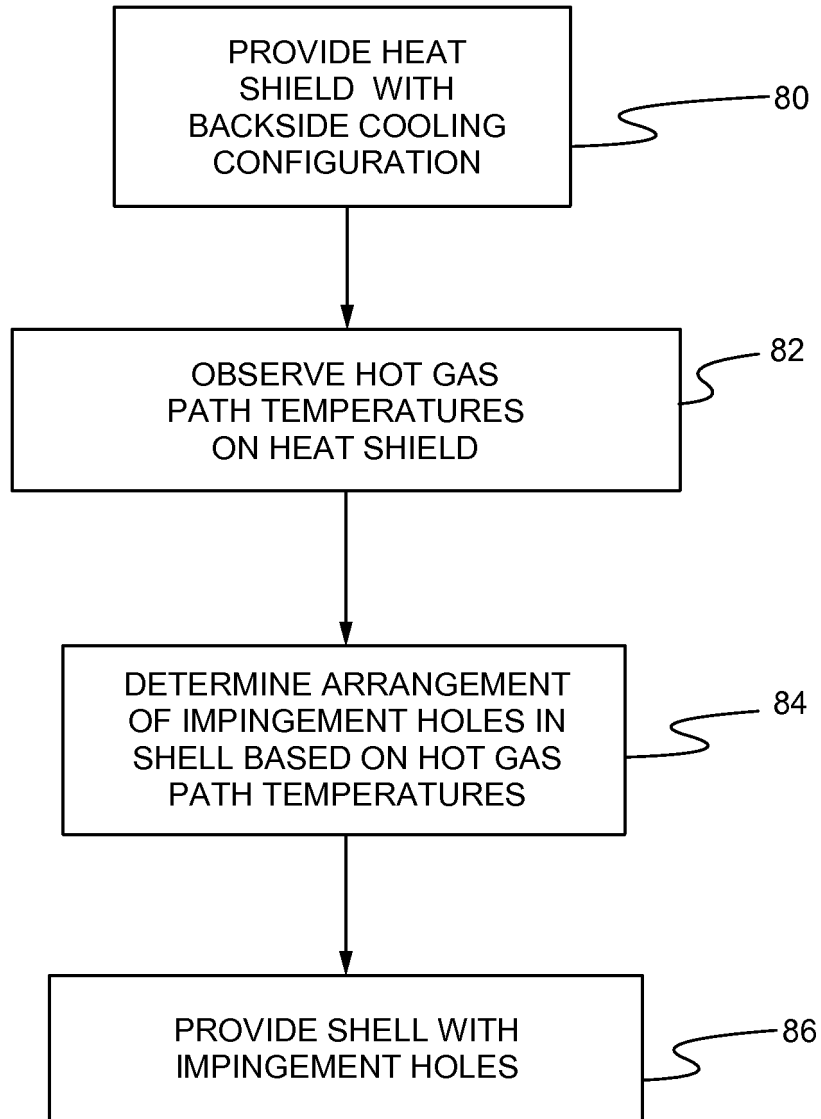 PROVIDE HEAT
SHIELD WITH
BACKSIDE COOLING
CONFIGURATION
80
OBSERVE HOT GAS
PATH TEMPERATURES
ON HEAT SHIELD
82
DETERMINE ARRANGEMENT
OF IMPINGEMENT HOLES IN
SHELL BASED ON HOT GAS
PATH TEMPERATURES
84
PROVIDE SHELL WITH
IMPINGEMENT HOLES
86